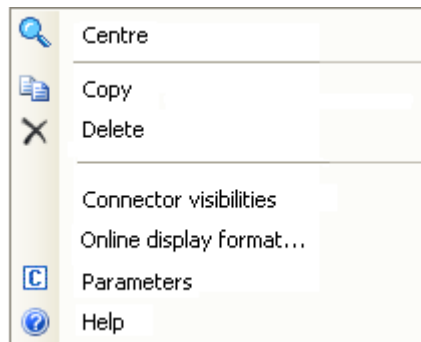 Centre
Copy
Delete
Connector visibilities
Online display format...
C Parameters
Help